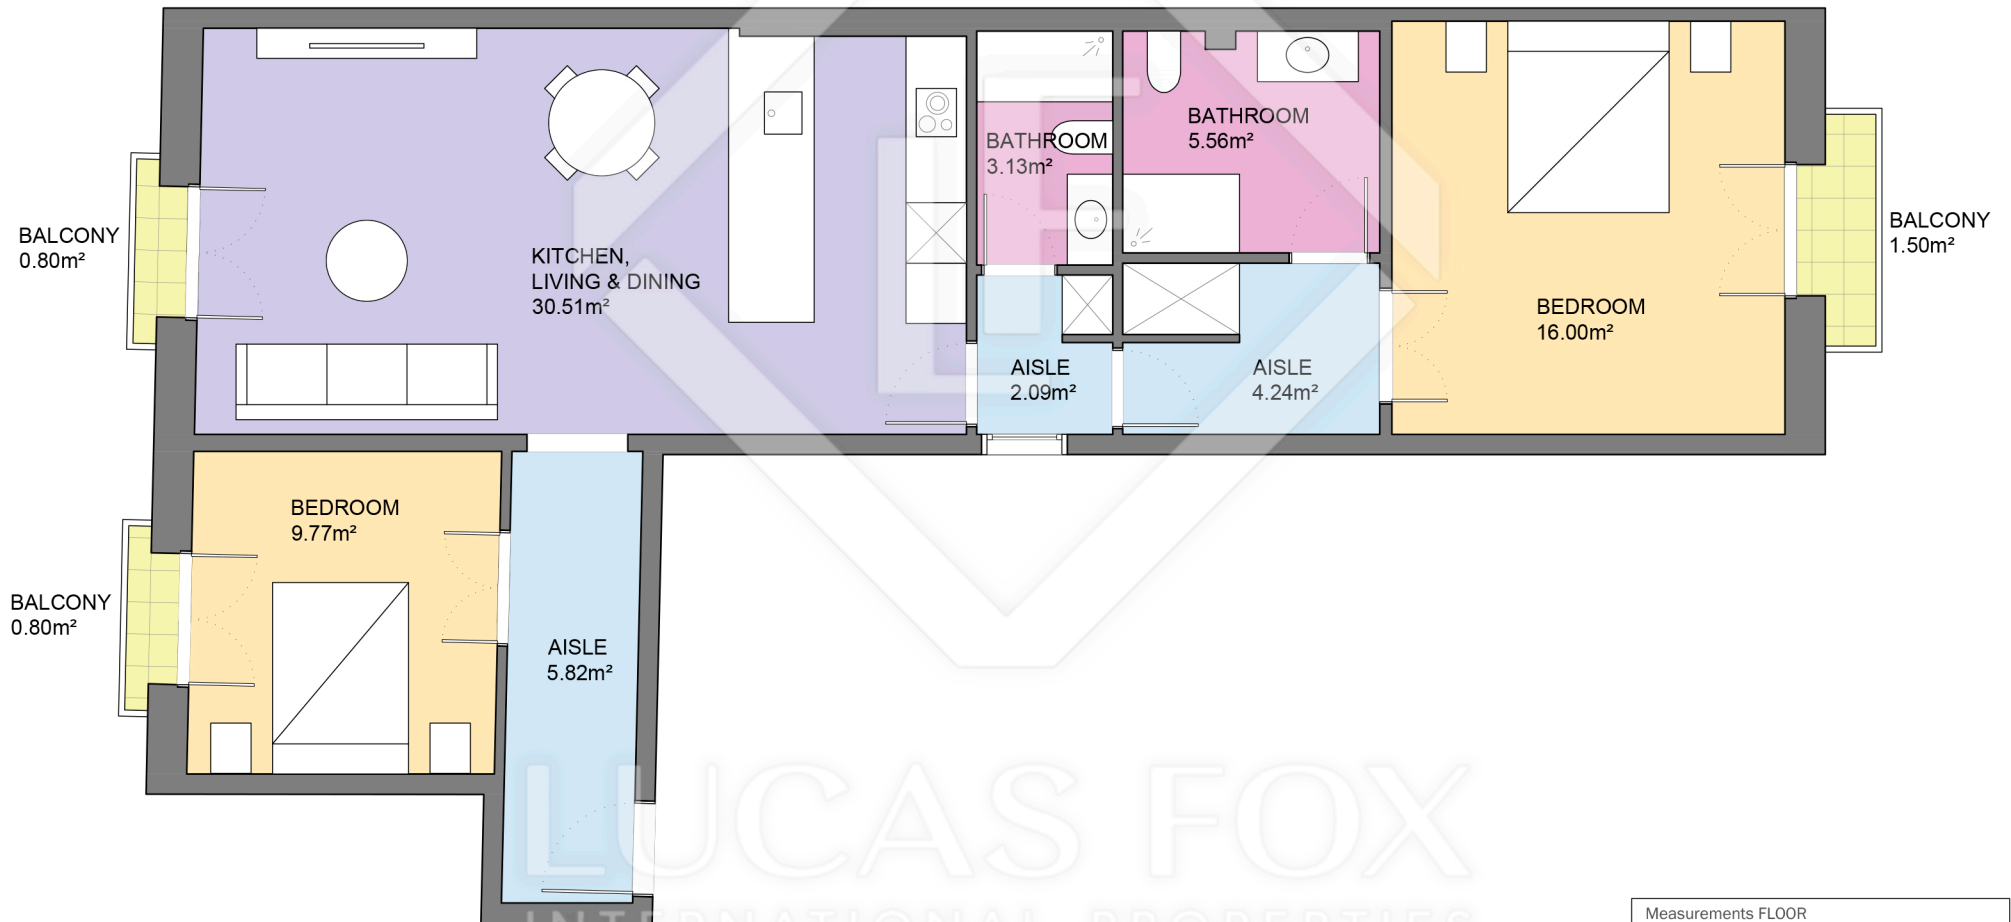 BATHROOM
5.56m²
BATHROOM
3.13m²
BALCONY
0.80m²
KITCHEN,
LIVING & DINING
30.51m²
BALCONY
1.50m²
BEDROOM
16.00m²
AISLE
2.09m²
AISLE
4.24m²
BEDROOM
9.77m²
BALCONY
0.80m²
AISLE
5.82m²
LUCAS FOX
INTERNATIONAL PROPERTIES
Measurements FLOOR